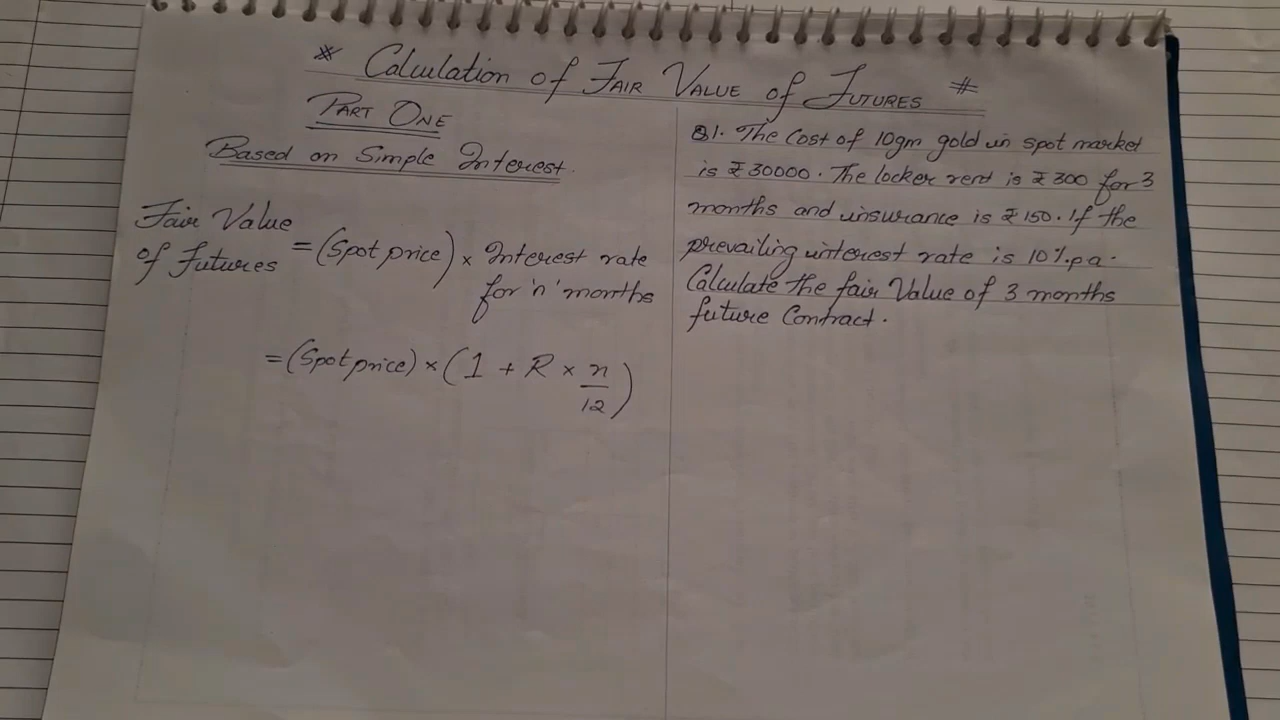 * Calculation of FAIR VALUE of FUTURES *
PART ONE
BASED on Simple Interest.
Fair Value
of Futures = (Spot price) × Interest rate
for 'n' months
= (Spot price) × (1 + R × n/12)
Q1. The Cost of 10gm gold in spot market
is ₹30000. The locker rent is ₹300 for 3
months and insurance is ₹150. If the
prevailing interest rate is 10% p.a.
Calculate the fair Value of 3 months
future Contract.